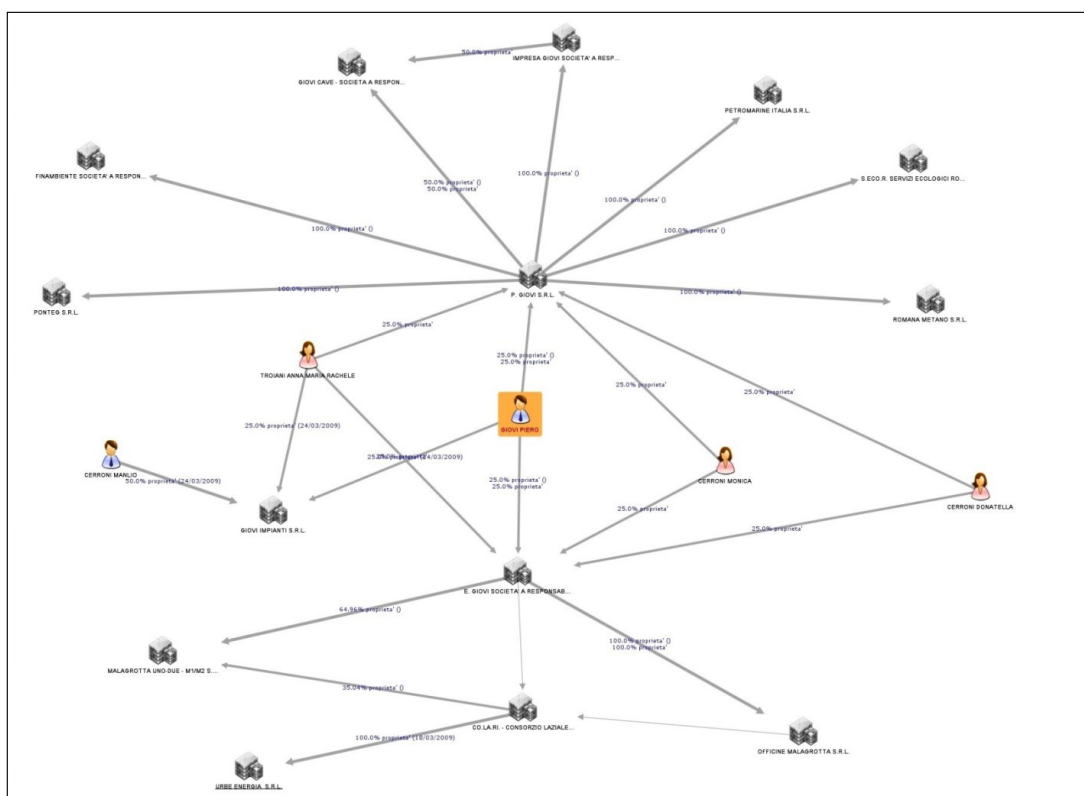 50.0% proprieta'
IMPRESA GIOVI SOCIETA' A RESP...
GIOVI CAVE - SOCIETA A RESPON...
PETROMARINE ITALIA S.R.L.
FINAMBIENTE SOCIETA' A RESPON...
S.ECO.R. SERVIZI ECOLOGICI RO...
100.0% proprieta' ()
50.0% proprieta' ()
50.0% proprieta'
100.0% proprieta' ()
100.0% proprieta' ()
100.0% proprieta' ()
100.0% proprieta' ()
100.0% proprieta' ()
P. GIOVI S.R.L.
PONTEG S.R.L.
ROMANA METANO S.R.L.
25.0% proprieta'
25.0% proprieta' ()
25.0% proprieta'
TROIANI ANNA MARIA RACHELE
25.0% proprieta'
25.0% proprieta'
25.0% proprieta' (24/03/2009)
GIOVI PIERO
CERRONI MANLIO
50.0% proprieta' (24/03/2009)
25.0% proprieta' ()
25.0% proprieta'
CERRONI MONICA
CERRONI DONATELLA
25.0% proprieta'
25.0% proprieta'
GIOVI IMPIANTI S.R.L.
E. GIOVI SOCIETA' A RESPONSAB...
64.96% proprieta' ()
100.0% proprieta' ()
100.0% proprieta'
MALAGROTTA UNO-DUE - M1/M2 S....
35.04% proprieta' ()
CO.LA.RI. - CONSORZIO LAZIALE...
100.0% proprieta' (18/03/2009)
OFFICINE MALAGROTTA S.R.L.
URBE ENERGIA, S.R.L.